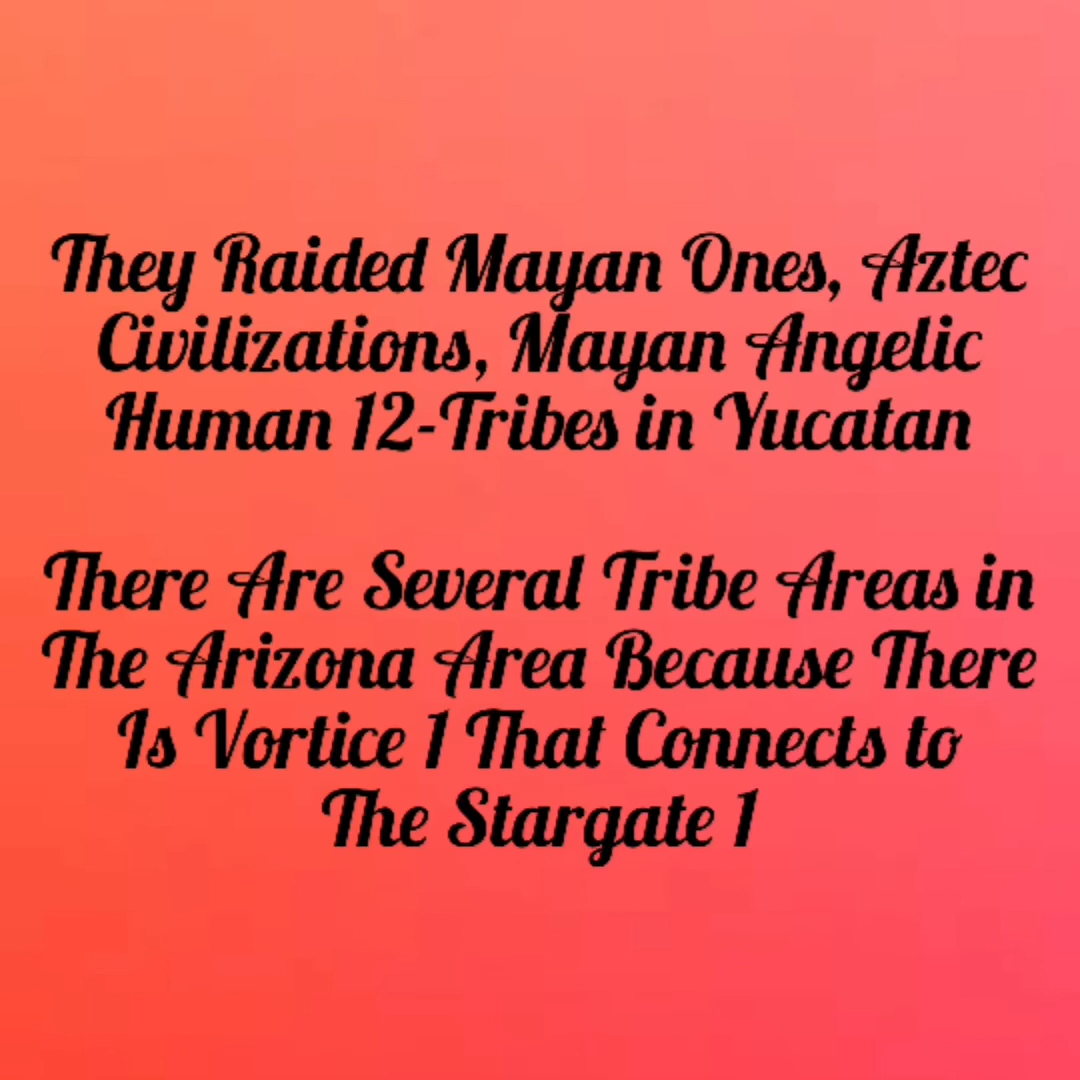 They Raided Mayan Ones, Aztec
Civilizations, Mayan Angelic
Human 12-Tribes in Yucatan
There Are Several Tribe Areas in
The Arizona Area Because There
Is Vortice 1 That Connects to
The Stargate 1